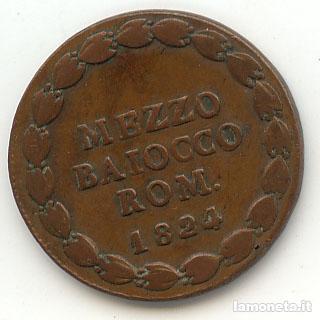 MEZZO
BAIOCCO
ROM.
1824
lamoneta.it